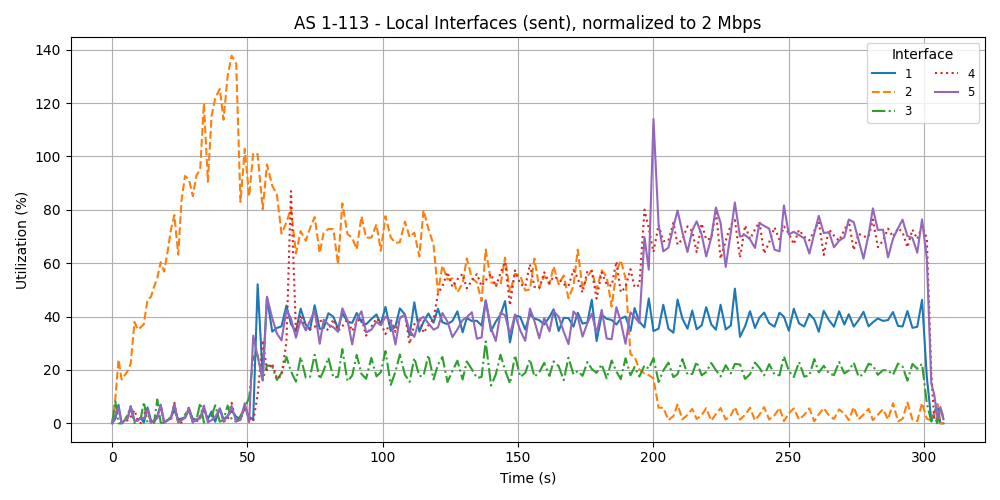 AS 1-113 - Local Interfaces (sent), normalized to 2 Mbps
Utilization (%)
140
120
100
80
60
40
20
0
0 50 100 150 200 250 300
Time (s)
Interface
1 4
2 5
3